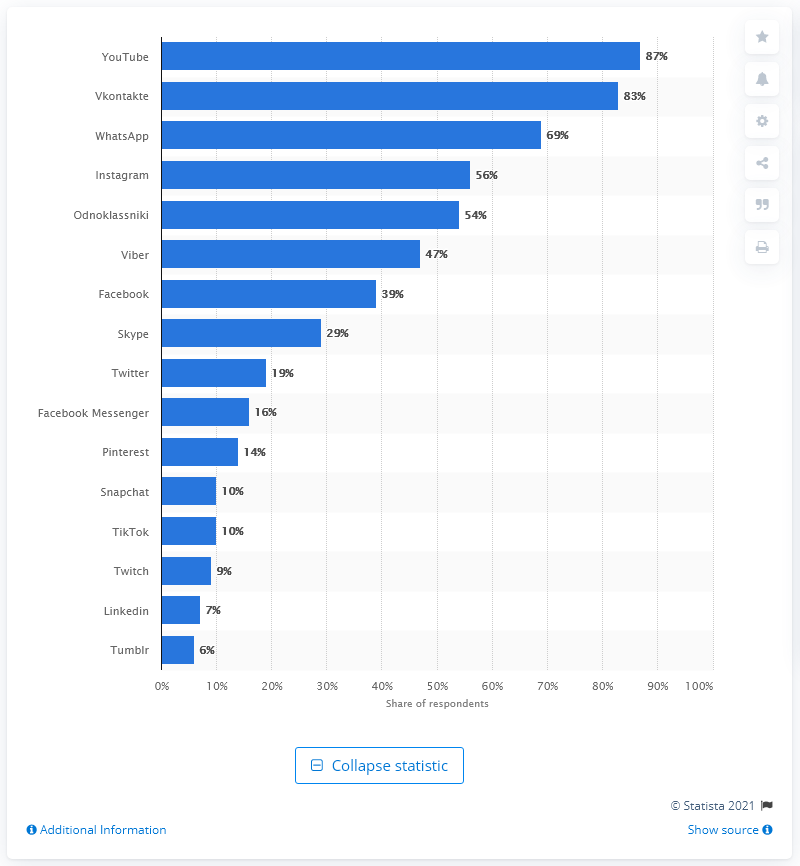 YouTube 87%
Vkontakte 83%
WhatsApp 69%
Instagram 56%
Odnoklassniki 54%
Viber 47%
Facebook 39%
Skype 29%
Twitter 19%
Facebook Messenger 16%
Pinterest 14%
Snapchat 10%
TikTok 10%
Twitch 9%
Linkedin 7%
Tumblr 6%
0% 10% 20% 30% 40% 50% 60% 70% 80% 90% 100%
Share of respondents
Collapse statistic
© Statista 2021
Additional Information Show source